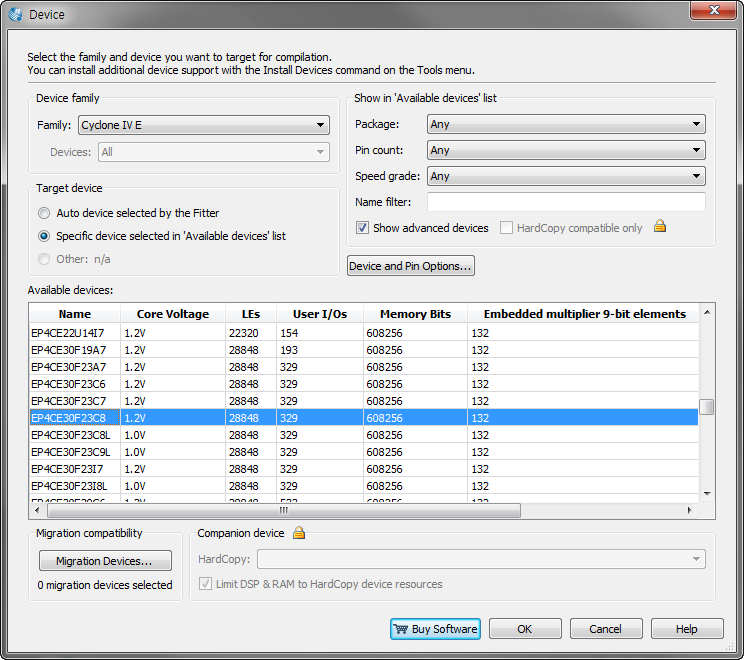 Device
Select the family and device you want to target for compilation.
You can install additional device support with the Install Devices command on the Tools menu.
Device family
Family: Cyclone IV E
Devices: All
Show in 'Available devices' list
Package: Any
Pin count: Any
Speed grade: Any
Name filter:
Show advanced devices HardCopy compatible only
Target device
Auto device selected by the Fitter
Specific device selected in 'Available devices' list
Other: n/a
Device and Pin Options...
Available devices:
Name Core Voltage LEs User I/Os Memory Bits Embedded multiplier 9-bit elements
EP4CE22U14I7 1.2V 22320 154 608256 132
EP4CE30F19A7 1.2V 28848 193 608256 132
EP4CE30F23A7 1.2V 28848 329 608256 132
EP4CE30F23C6 1.2V 28848 329 608256 132
EP4CE30F23C7 1.2V 28848 329 608256 132
EP4CE30F23C8 1.2V 28848 329 608256 132
EP4CE30F23C8L 1.0V 28848 329 608256 132
EP4CE30F23C9L 1.0V 28848 329 608256 132
EP4CE30F23I7 1.2V 28848 329 608256 132
EP4CE30F23I8L 1.0V 28848 329 608256 132
Migration compatibility
Migration Devices...
0 migration devices selected
Companion device
HardCopy:
Limit DSP & RAM to HardCopy device resources
Buy Software OK Cancel Help